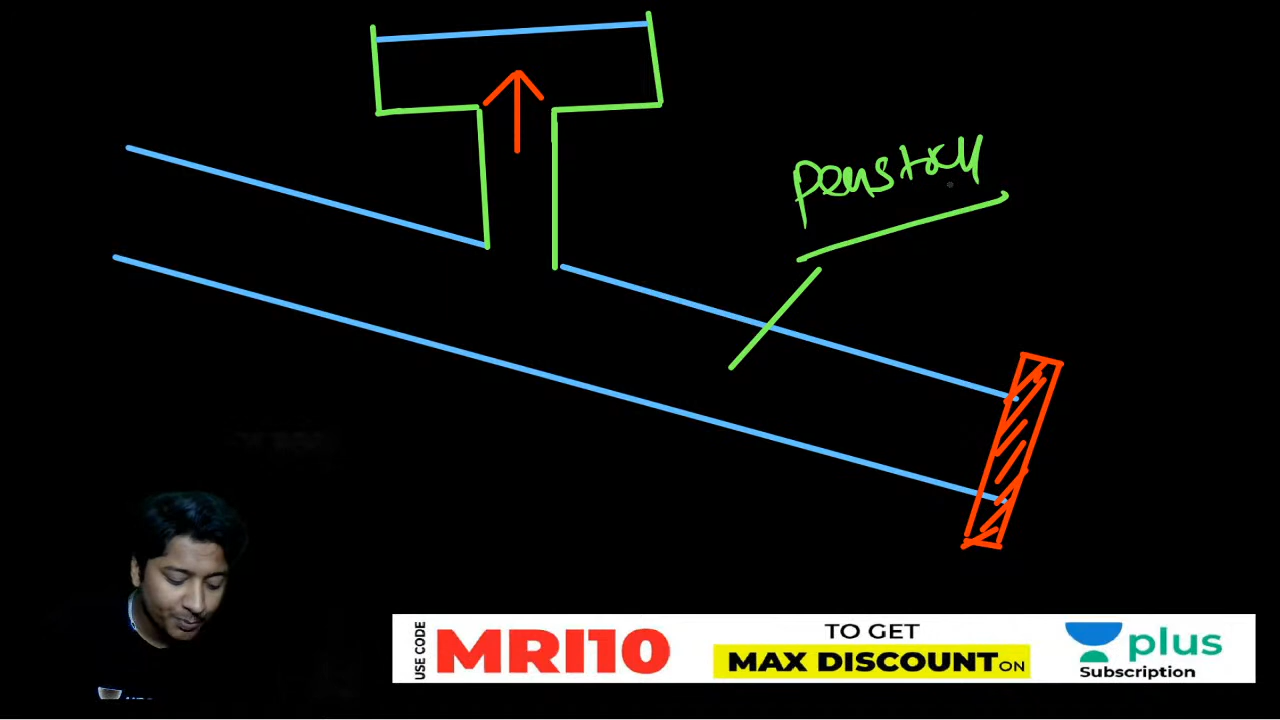 penstock
USE CODE
MRI10
TO GET
MAX DISCOUNT ON
plus
Subscription